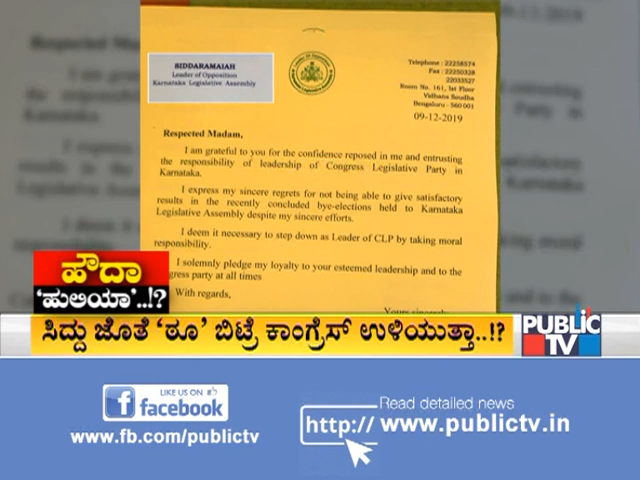 SIDDARAMAIAH
Leader of Opposition
Karnataka Legislative Assembly
Telephone : 22258574
Fax : 22250328
22033527
Room No. 161, Ist Floor
Vidhana Soudha
Bengaluru - 560 001
09-12-2019
Respected Madam,
I am grateful to you for the confidence reposed in me and entrusting
the responsibility of leadership of Congress Legislative Party in
Karnataka.
I express my sincere regrets for not being able to give satisfactory
results in the recently concluded bye-elections held to Karnataka
Legislative Assembly despite my sincere efforts.
I deem it necessary to step down as Leader of CLP by taking moral
responsibility.
I solemnly pledge my loyalty to your esteemed leadership and to the
gress party at all times
With regards,
Yours sincerely
ಹೌದಾ
‘ಹುಲಿಯಾ’..!?
ಸಿದ್ದು ಜೊತೆ ‘ಠೂ’ ಬಿಟ್ರೆ ಕಾಂಗ್ರೆಸ್ ಉಳಿಯುತ್ತಾ..!?
PUBLIC
TV
LIKE US ON
facebook
www.fb.com/publictv
Read detailed news
http:// www.publictv.in